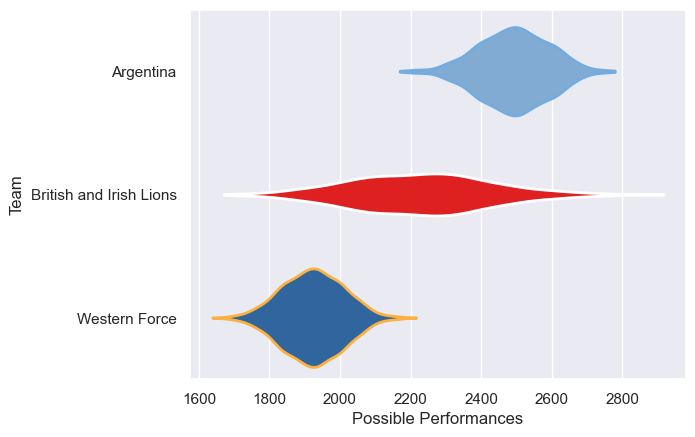 Argentina
British and Irish Lions
Western Force
Team
1600 1800 2000 2200 2400 2600 2800
Possible Performances